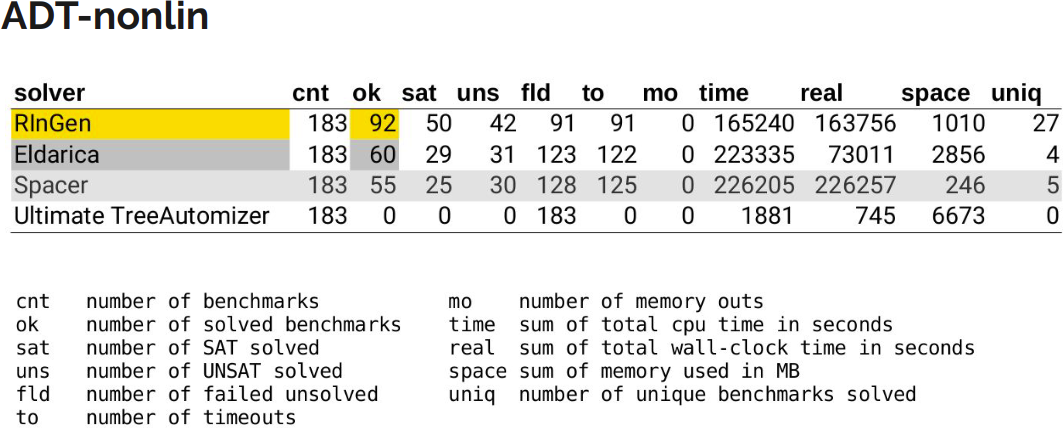 ADT-nonlin
solver cnt ok sat uns fld to mo time real space uniq
RInGen 183 92 50 42 91 91 0 165240 163756 1010 27
Eldarica 183 60 29 31 123 122 0 223335 73011 2856 4
Spacer 183 55 25 30 128 125 0 226205 226257 246 5
Ultimate TreeAutomizer 183 0 0 0 183 0 0 1881 745 6673 0
cnt number of benchmarks mo number of memory outs
ok number of solved benchmarks time sum of total cpu time in seconds
sat number of SAT solved real sum of total wall-clock time in seconds
uns number of UNSAT solved space sum of memory used in MB
fld number of failed unsolved uniq number of unique benchmarks solved
to number of timeouts